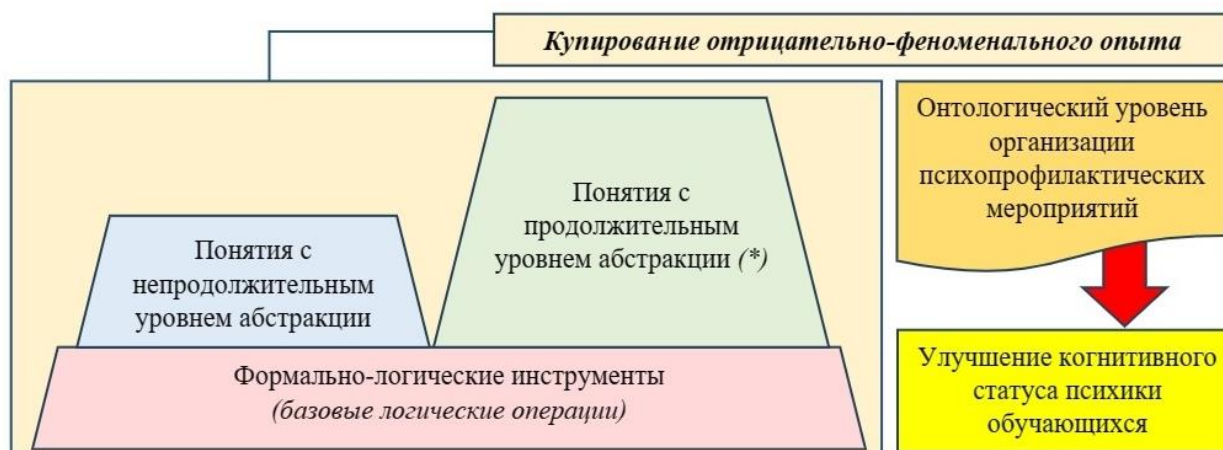 Купирование отрицательно-феноменального опыта
Понятия с
непродолжительным
уровнем абстракции
Понятия с
продолжительным
уровнем абстракции (*)
Формально-логические инструменты
(базовые логические операции)
Онтологический уровень
организации
психопрофилактических
мероприятий
Улучшение когнитивного
статуса психики
обучающихся